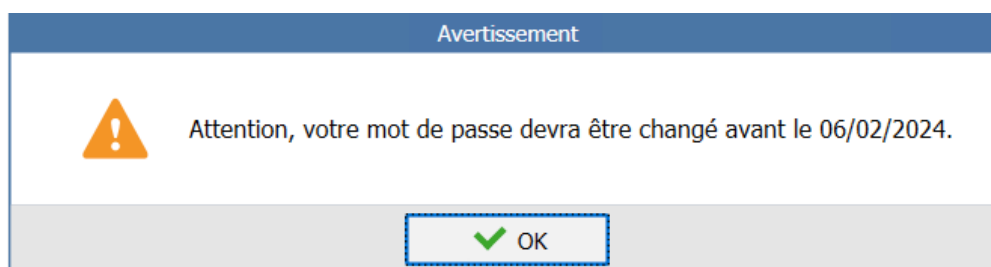 Avertissement
Attention, votre mot de passe devra être changé avant le 06/02/2024.
OK